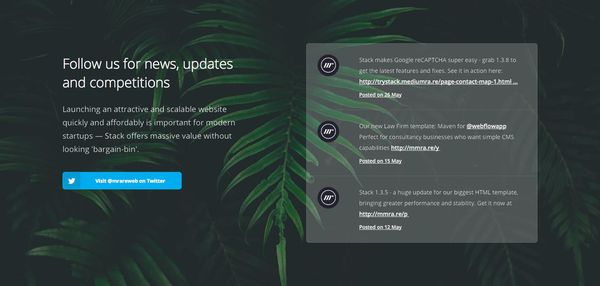 Follow us for news, updates
and competitions
Launching an attractive and scalable website
quickly and affordably is important for modern
startups — Stack offers massive value without
looking 'bargain-bin'.
Visit @mrareweb on Twitter
Stack makes Google reCAPTCHA super easy - grab 1.3.8 to
get the latest features and fixes. See it in action here:
http://trystack.mediumra.re/page-contact-map-1.html ...
Posted on 26 May
Our new Law Firm template: Maven for @webflowapp
Perfect for consultancy businesses who want simple CMS
capabilities http://mmra.re/y
Posted on 15 May
Stack 1.3.5 - a huge update for our biggest HTML template,
bringing greater performance and stability. Get it now at
http://mmra.re/p
Posted on 12 May